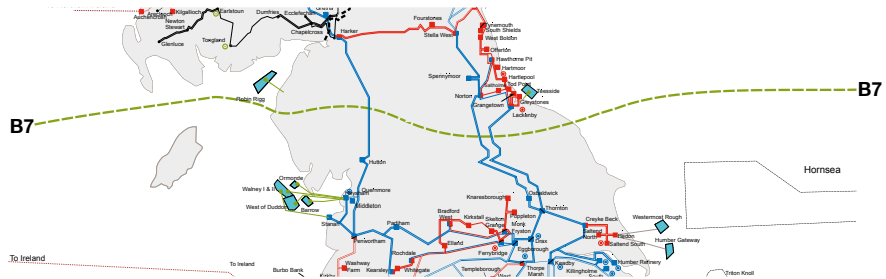 Auchencrosh
Kilgallioch
Earlstoun
Newton
Stewart
Glenluce
Tongland
Dumfries
Ecclefechan
Chapelcross
Harker
Fourstones
Stella West
Tynemouth
South Shields
West Boldon
Offerton
Hawthorne Pit
Hartmoor
Hartlepool
Tod Point
Teesside
Spennymoor
Norton
Saltholme
Grangetown
Greystones
Lackenby
Robin Rigg
B7
B7
Hutton
Ormonde
Walney I & II
West of Duddon
Barrow
Heysham
Quernmore
Middleton
Stanah
Penwortham
Padiham
Rochdale
Washway
Farm
Kearsley
Whitegate
Bradford
West
Kirkstall
Elland
Skelton
Grange
Knaresborough
Poppleton
Monk
Fryston
Ferrybridge
Osbaldwick
Thornton
Drax
Eggborough
Thorpe
Marsh
Templeborough
Keadby
Killingholme
Humber Refinery
Creyke Beck
Saltend
North
Hedon
Saltend South
Westermost Rough
Humber Gateway
Hornsea
Triton Knoll
To Ireland
To Ireland
Burbo Bank